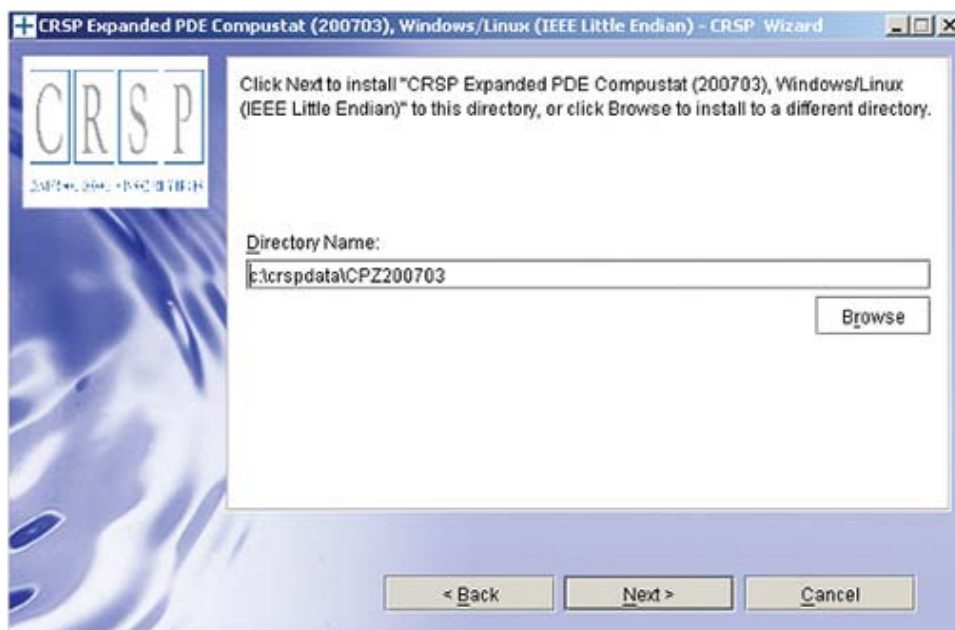 CRSP Expanded PDE Compustat (200703), Windows/Linux (IEEE Little Endian) - CRSP Wizard
CRSP
Click Next to install "CRSP Expanded PDE Compustat (200703), Windows/Linux
(IEEE Little Endian)" to this directory, or click Browse to install to a different directory.
Directory Name:
c:\crspdata\CPZ200703
Browse
< Back
Next >
Cancel